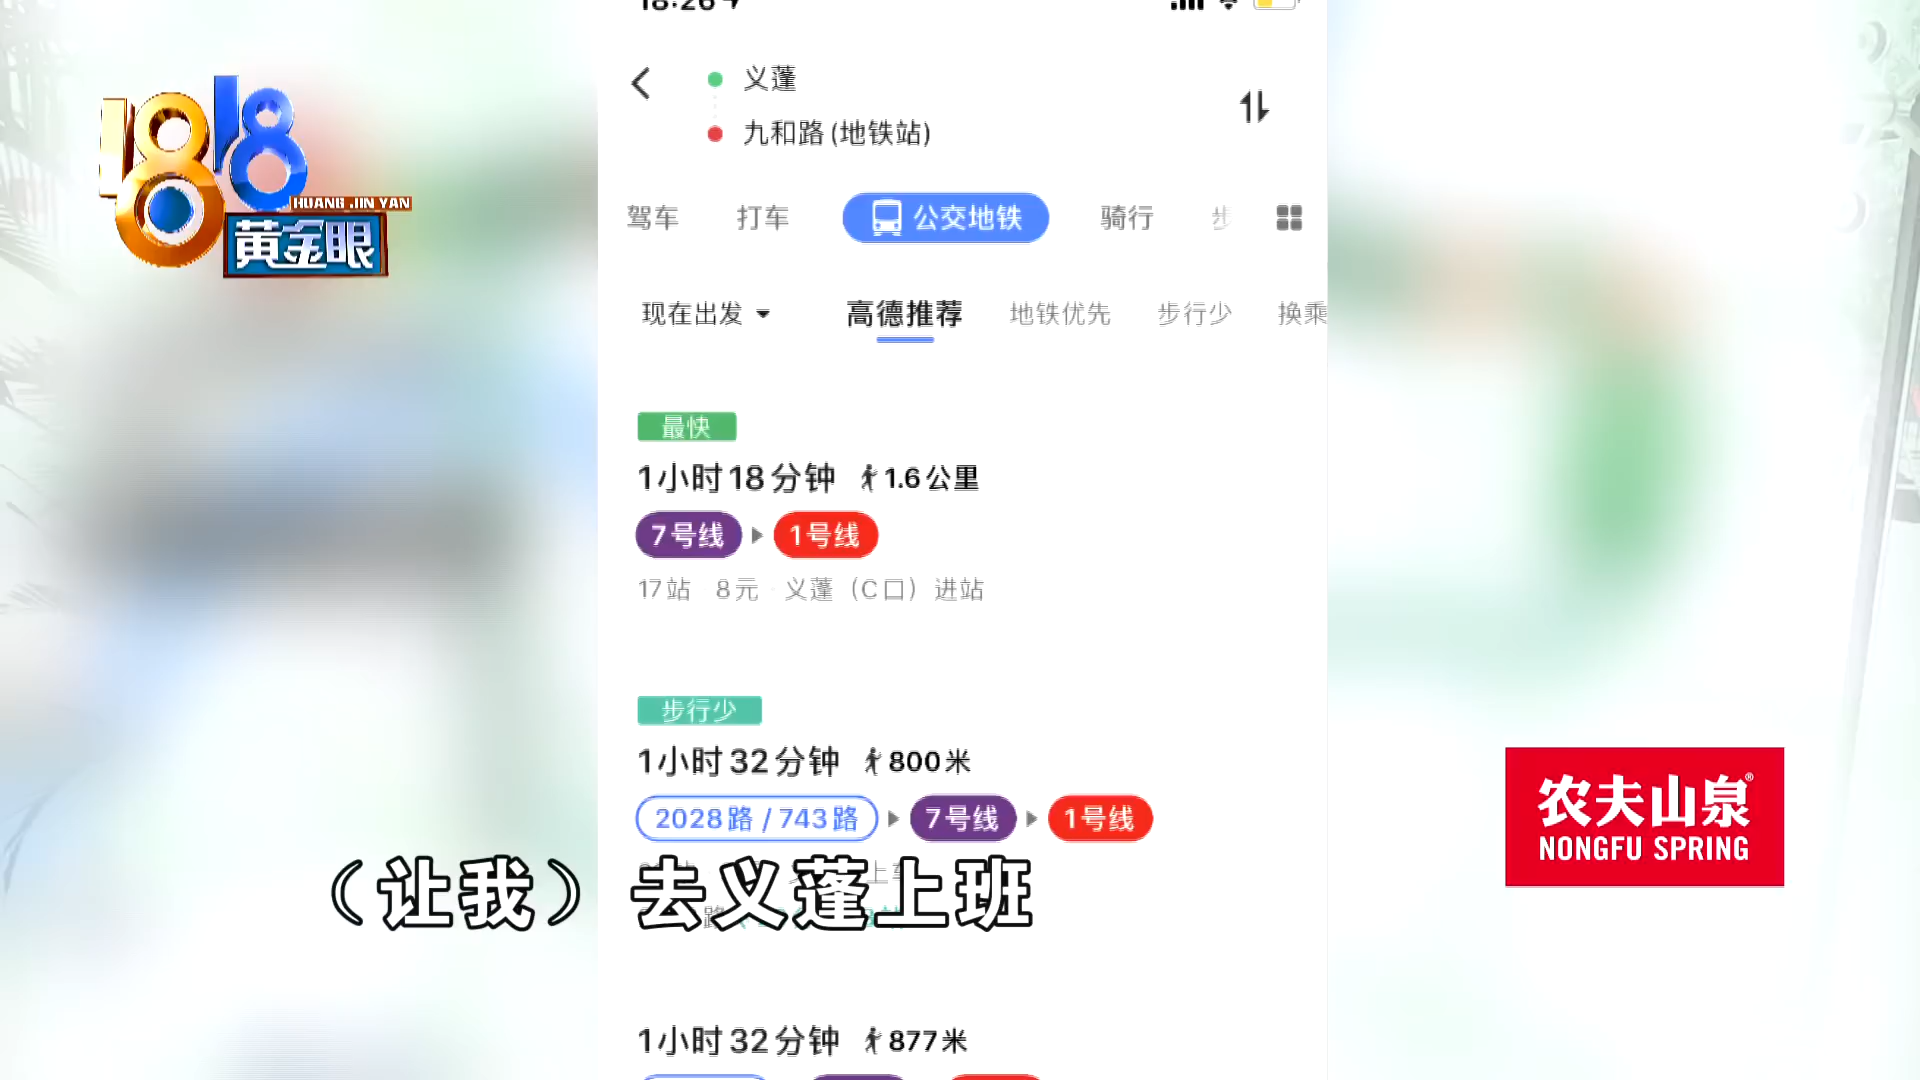 18:26
义蓬
九和路(地铁站)
驾车 打车 公交地铁 骑行
现在出发 高德推荐 地铁优先 步行少 换乘
1818
HUANG JIN YAN
黄金眼
最快
1小时18分钟 1.6公里
7号线 1号线
17站 8元 · 义蓬（C口）进站
步行少
1小时32分钟 800米
2028路 / 743路 7号线 1号线
（让我） 去义蓬上班
1小时32分钟 877米
农夫山泉®
NONGFU SPRING